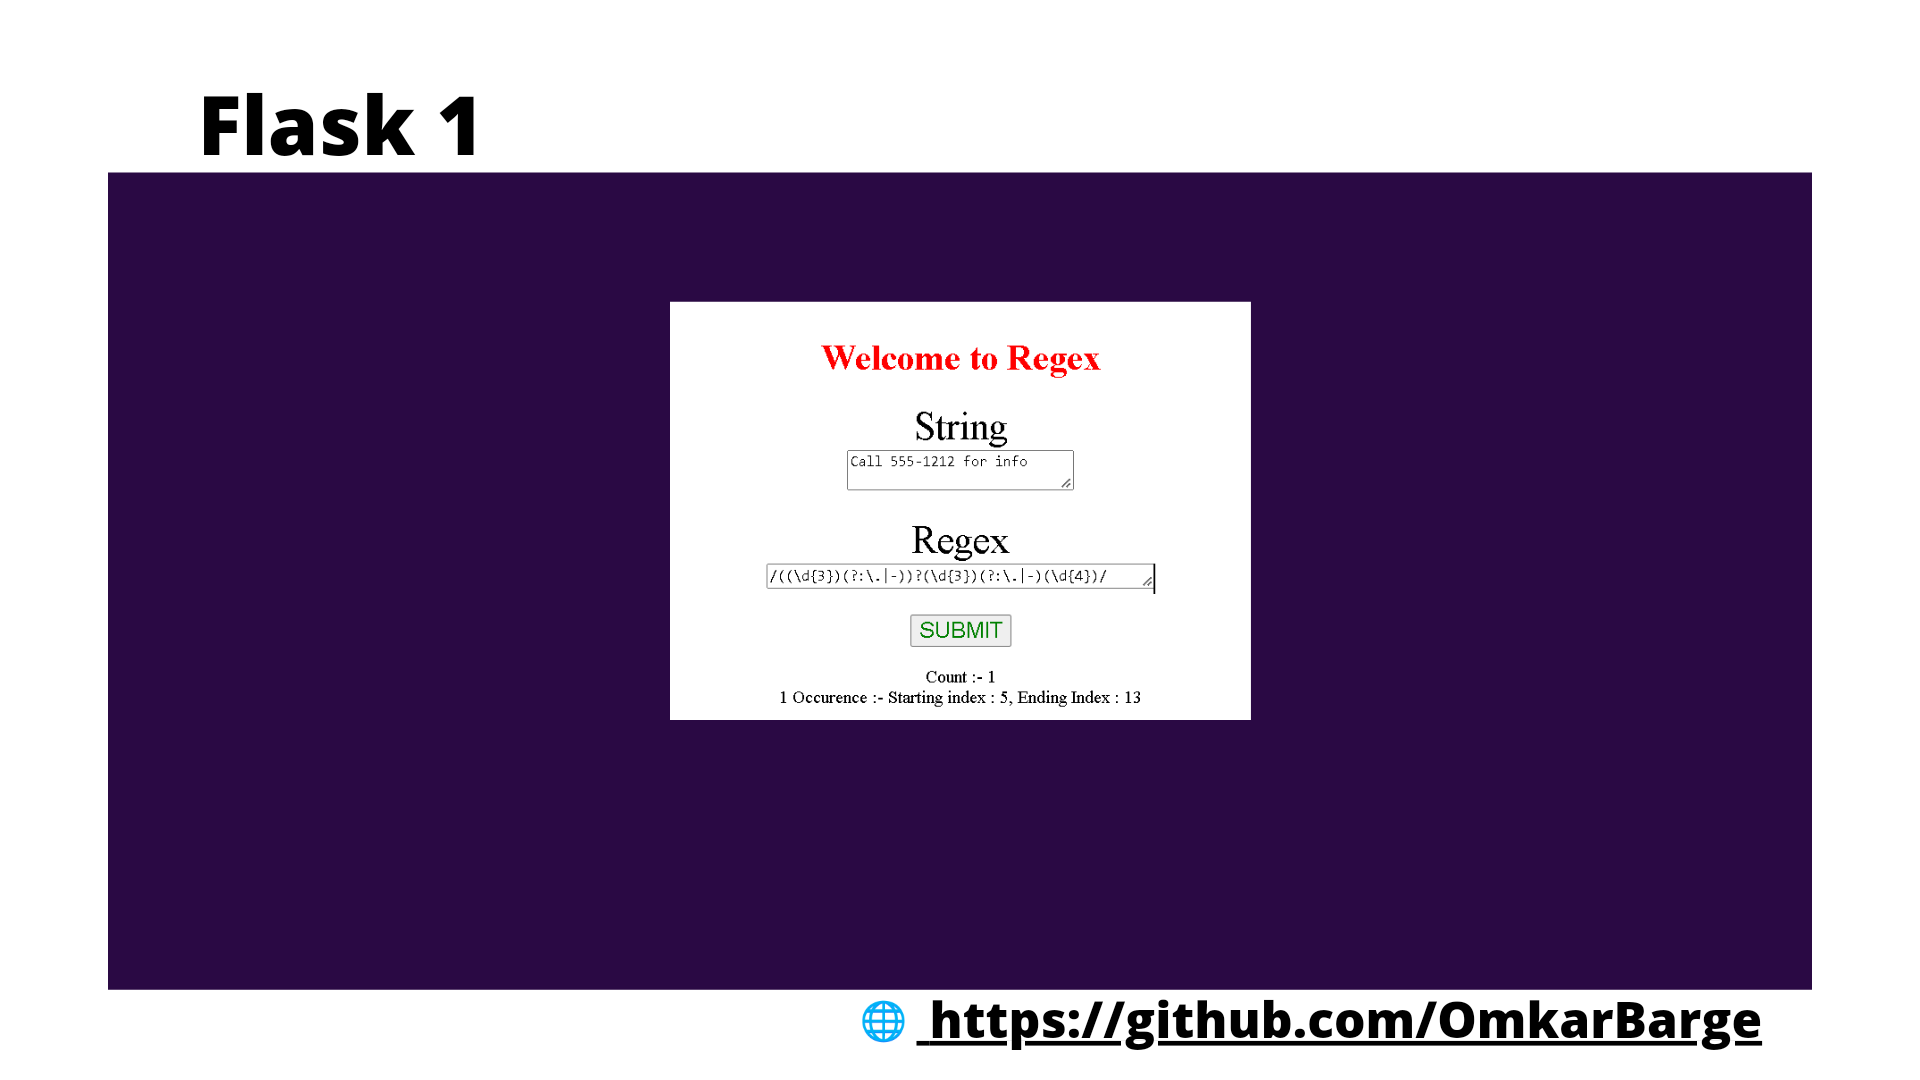 Flask 1
Welcome to Regex
String
Call 555-1212 for info
Regex
/((\d{3})(?:\.|-))?(\d{3})(?:\.|-)(\d{4})/
SUBMIT
Count :- 1
1 Occurence :- Starting index : 5, Ending Index : 13
https://github.com/OmkarBarge